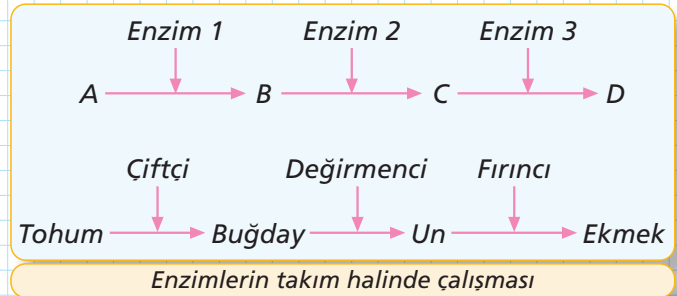 Enzim 1 Enzim 2 Enzim 3
A B C D
Çiftçi Değirmenci Fırıncı
Tohum Buğday Un Ekmek
Enzimlerin takım halinde çalışması